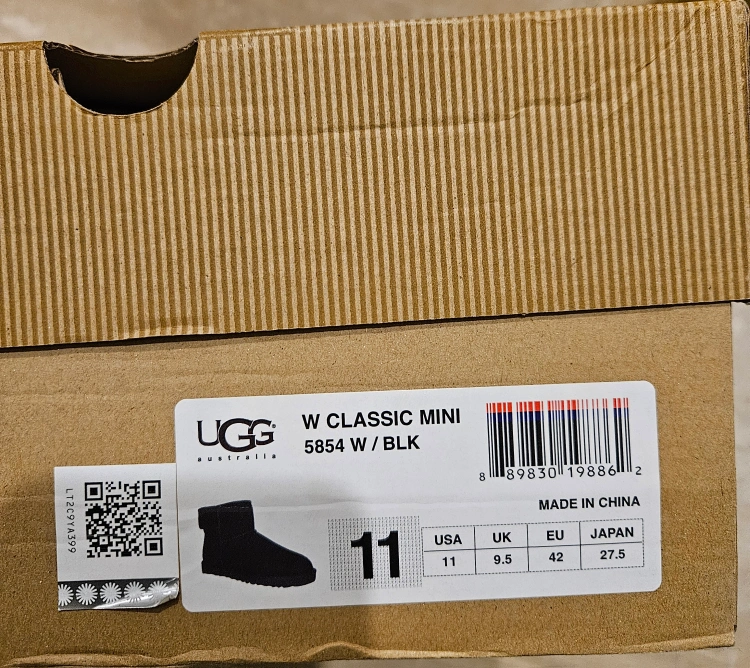 UGG®
australia
W CLASSIC MINI
5854 W / BLK
8 89830 19886 2
MADE IN CHINA
LT2C9YA399
11
USA UK EU JAPAN
11 9.5 42 27.5